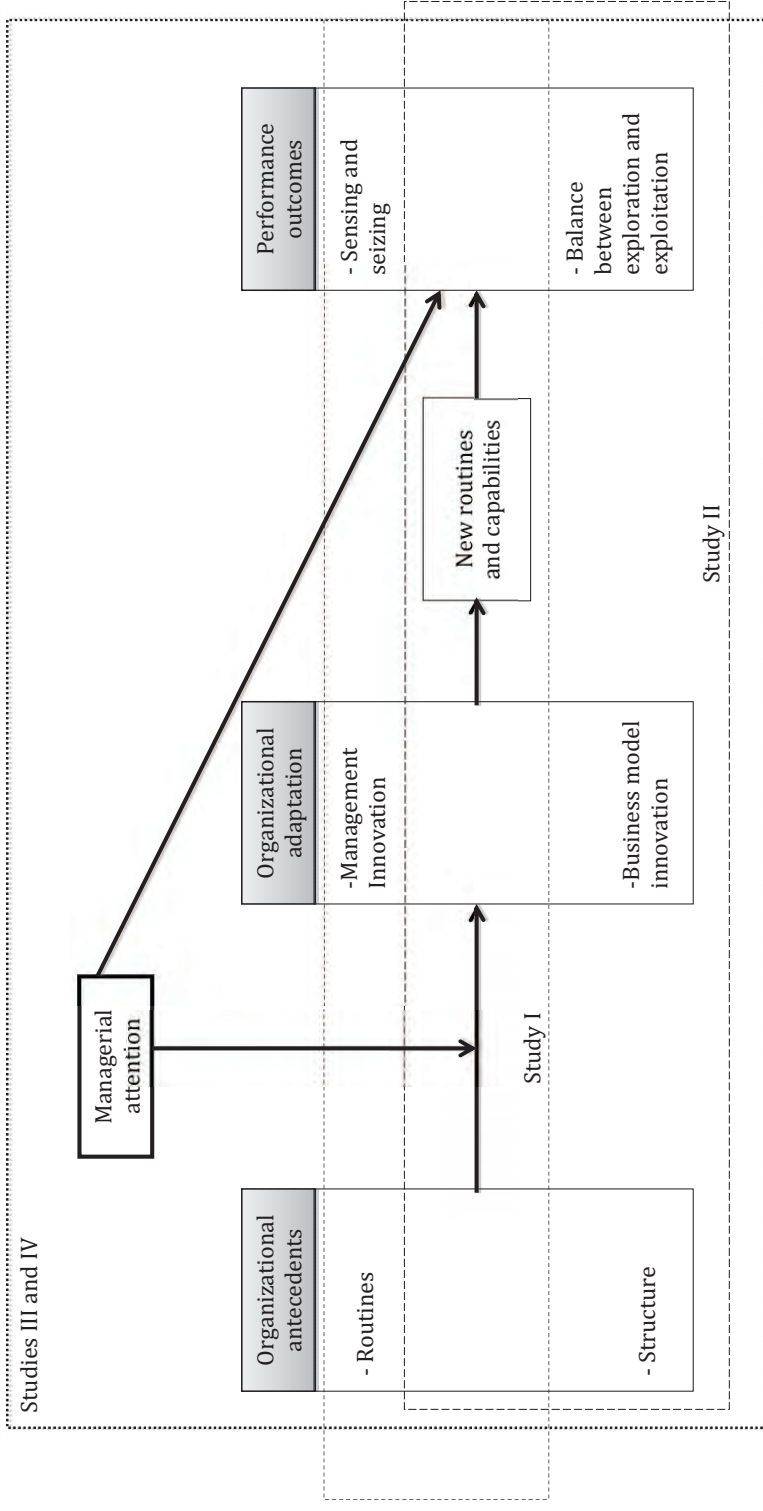 Studies III and IV
Managerial
attention
Organizational
antecedents
- Routines
- Structure
Study I
Organizational
adaptation
-Management
Innovation
-Business model
innovation
New routines
and capabilities
Study II
Performance
outcomes
- Sensing and
seizing
- Balance
between
exploration and
exploitation